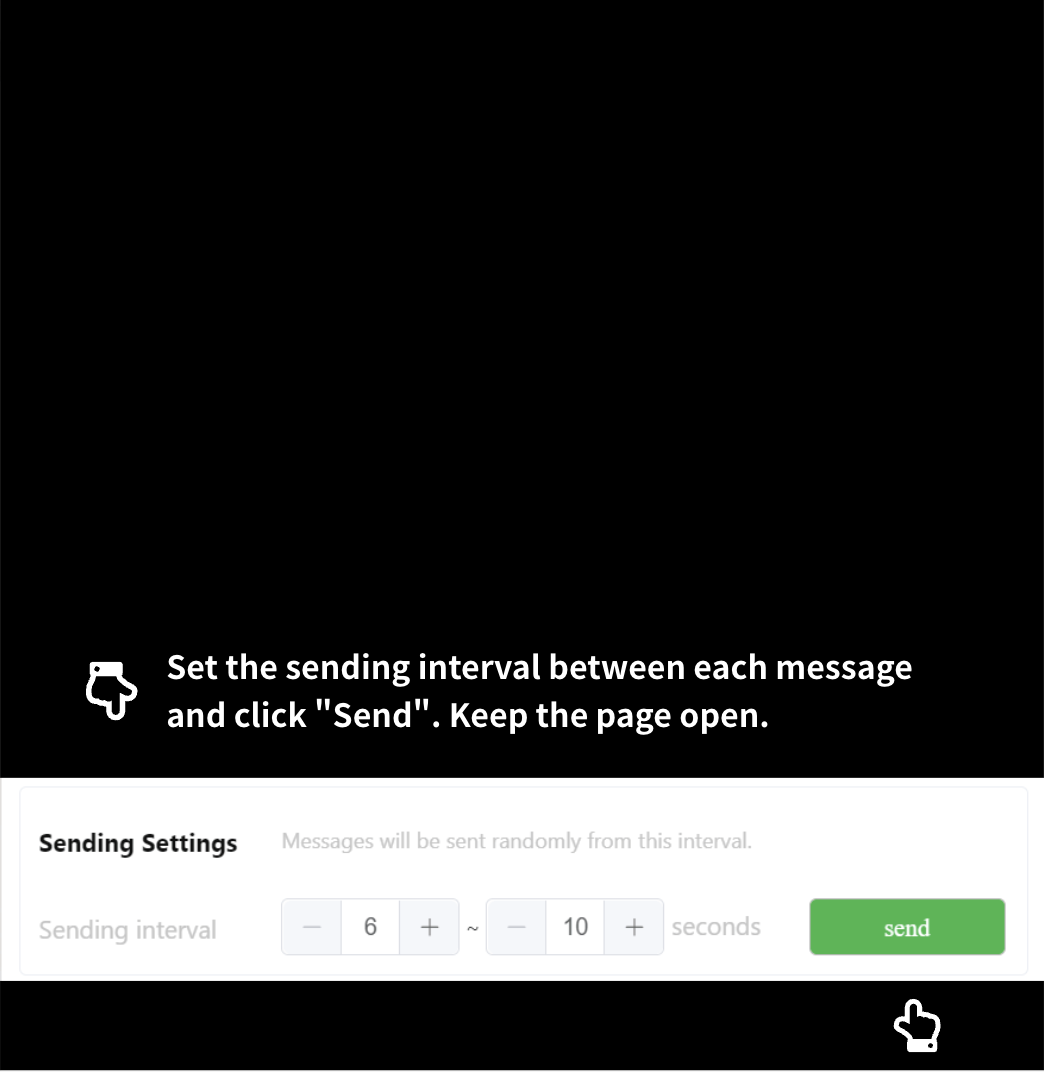 Set the sending interval between each message
and click "Send". Keep the page open.
Sending Settings Messages will be sent randomly from this interval.
Sending interval — 6 + ~ — 10 + seconds send